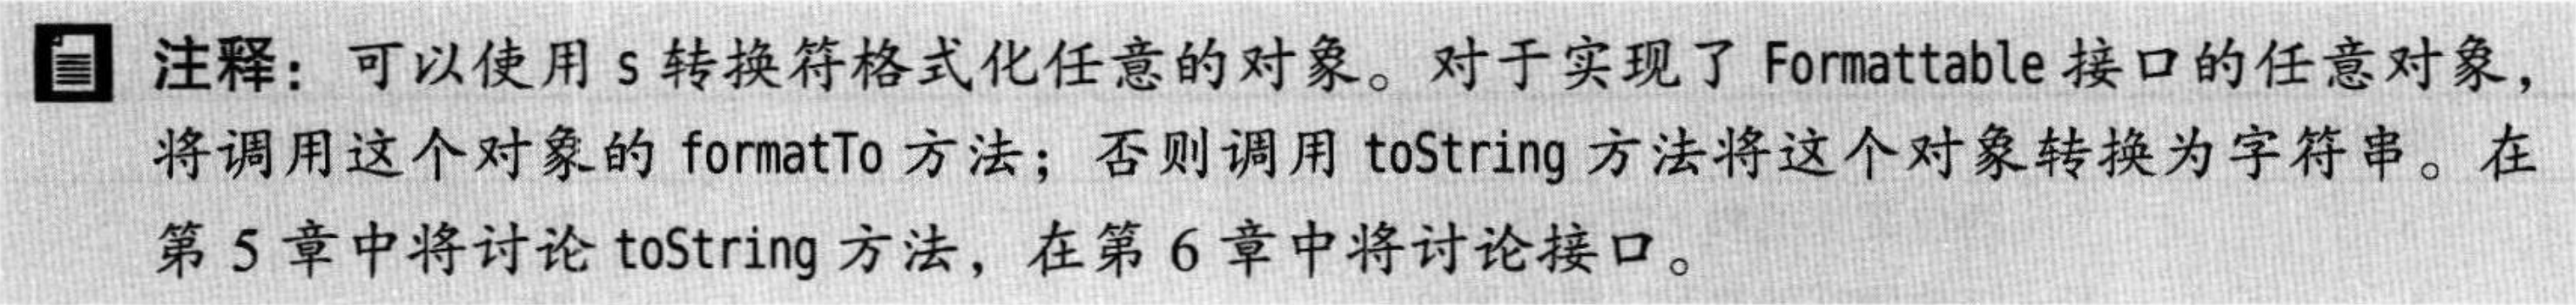 注释：可以使用 s 转换符格式化任意的对象。对于实现了 Formattable 接口的任意对象，
将调用这个对象的 formatTo 方法；否则调用 toString 方法将这个对象转换为字符串。在
第 5 章中将讨论 toString 方法，在第 6 章中将讨论接口。